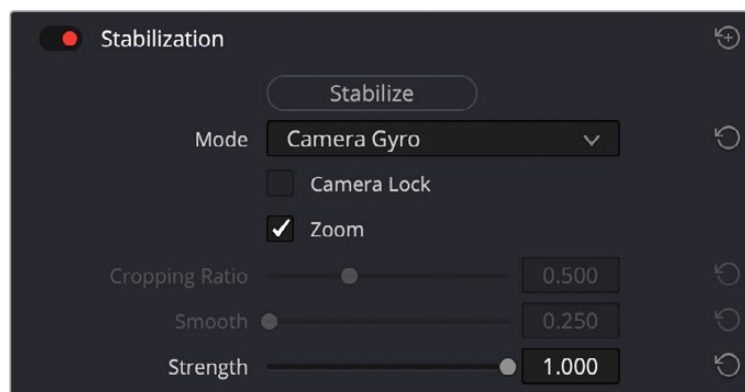 Stabilization
Stabilize
Mode Camera Gyro
Camera Lock
Zoom
Cropping Ratio 0.500
Smooth 0.250
Strength 1.000